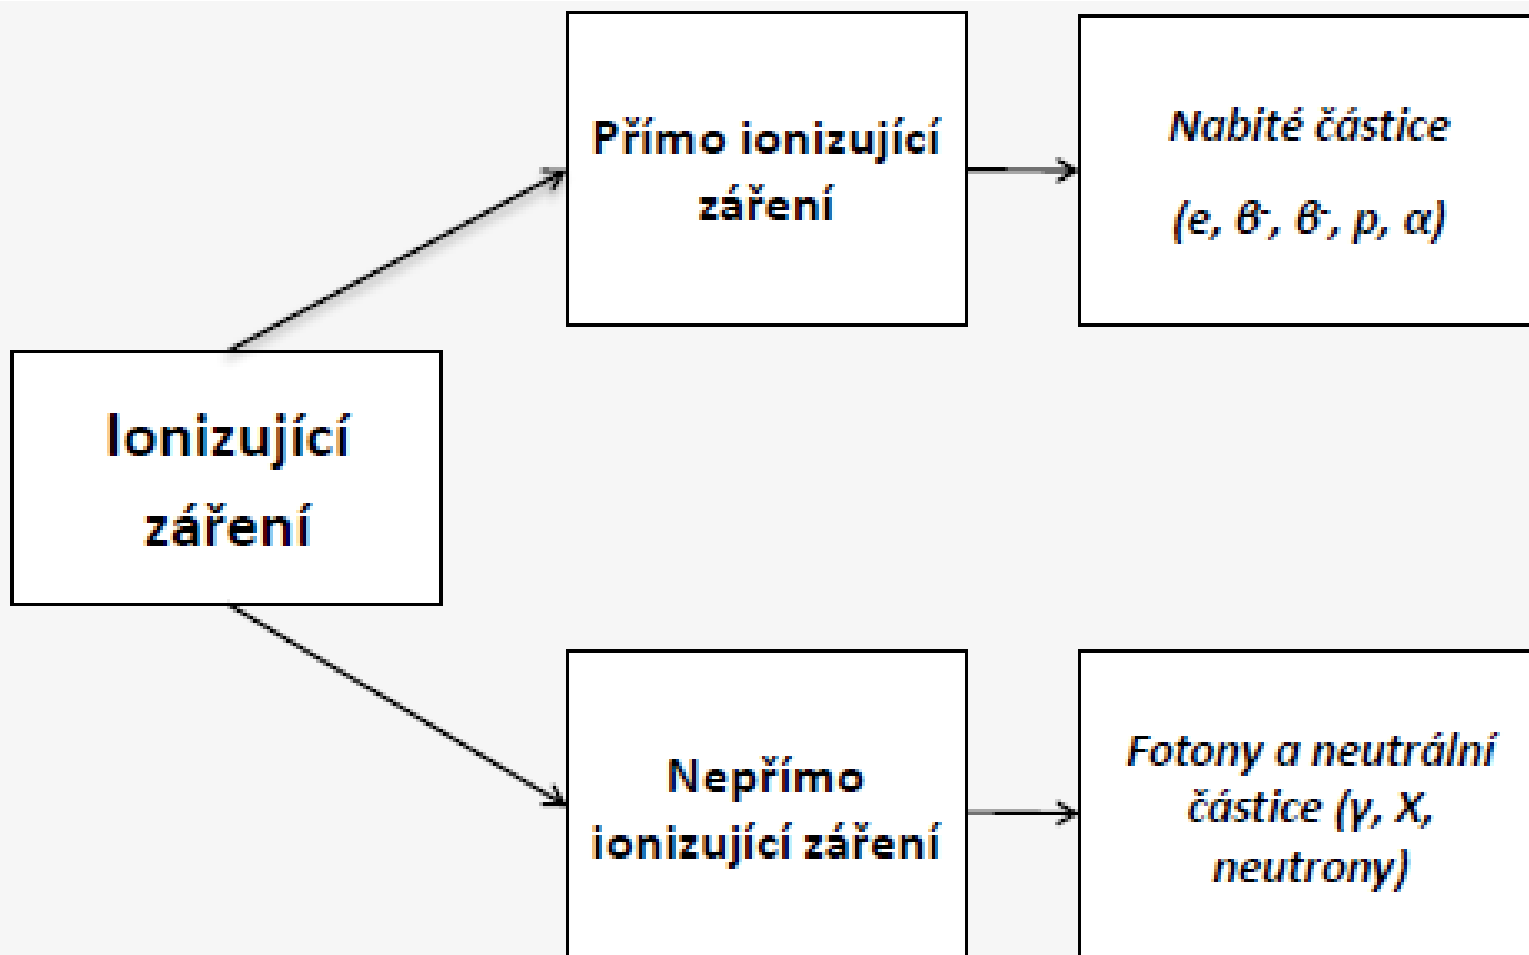 Přímo ionizující
záření
Nabité částice
(e, β⁻, β⁻, p, α)
Ionizující
záření
Nepřímo
ionizující záření
Fotony a neutrální
částice (γ, X,
neutrony)